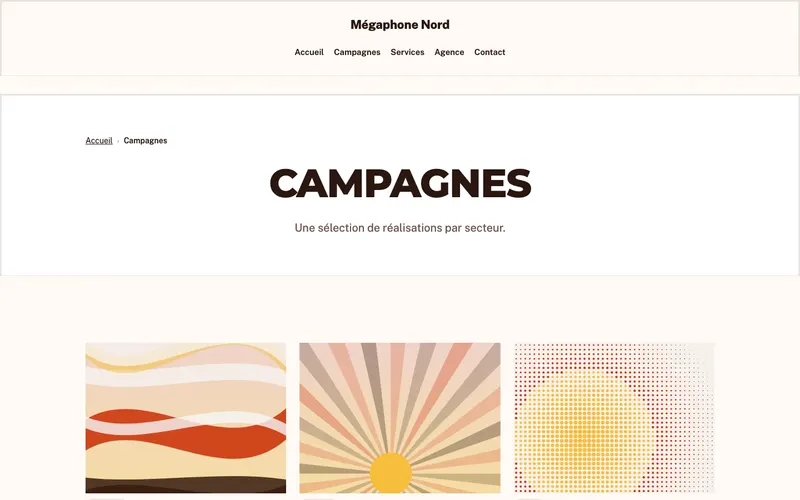 Mégaphone Nord
Accueil Campagnes Services Agence Contact
Accueil › Campagnes
CAMPAGNES
Une sélection de réalisations par secteur.